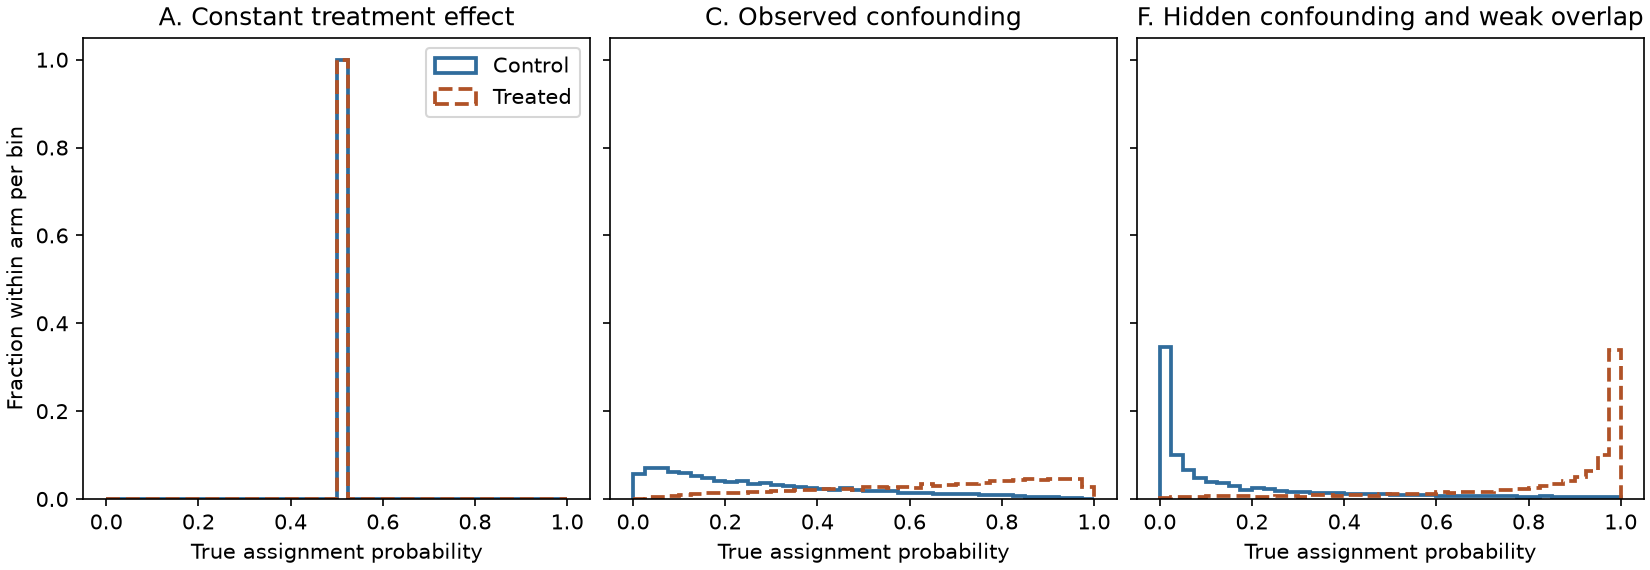 A. Constant treatment effect
C. Observed confounding
F. Hidden confounding and weak overlap
Control
Treated
Fraction within arm per bin
1.0
0.8
0.6
0.4
0.2
0.0
0.0 0.2 0.4 0.6 0.8 1.0
0.0 0.2 0.4 0.6 0.8 1.0
0.0 0.2 0.4 0.6 0.8 1.0
True assignment probability
True assignment probability
True assignment probability